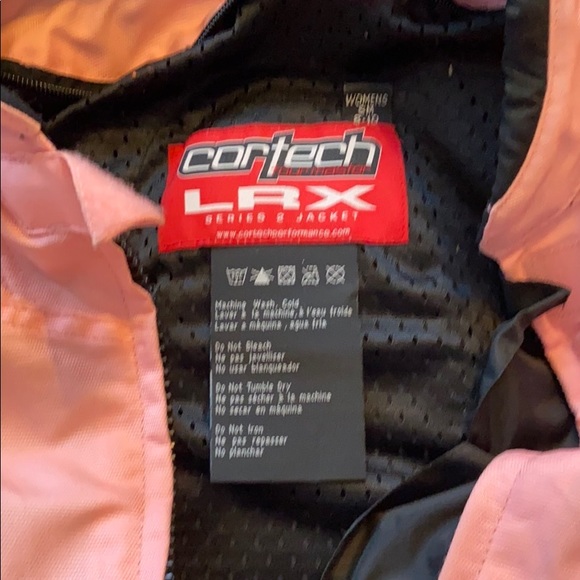 WOMENS
SM
cortech
LRX
SERIES 2 JACKET
www.cortechperformance.com
Machine Wash, Cold
Laver à la machine, à l'eau froide
Lavar a máquina, agua fria
Do Not Bleach
Ne pas javelliser
No usar blanqueador
Do Not Tumble Dry
Ne pas sécher à la machine
No secar en máquina
Do Not Iron
Ne pas repasser
No planchar